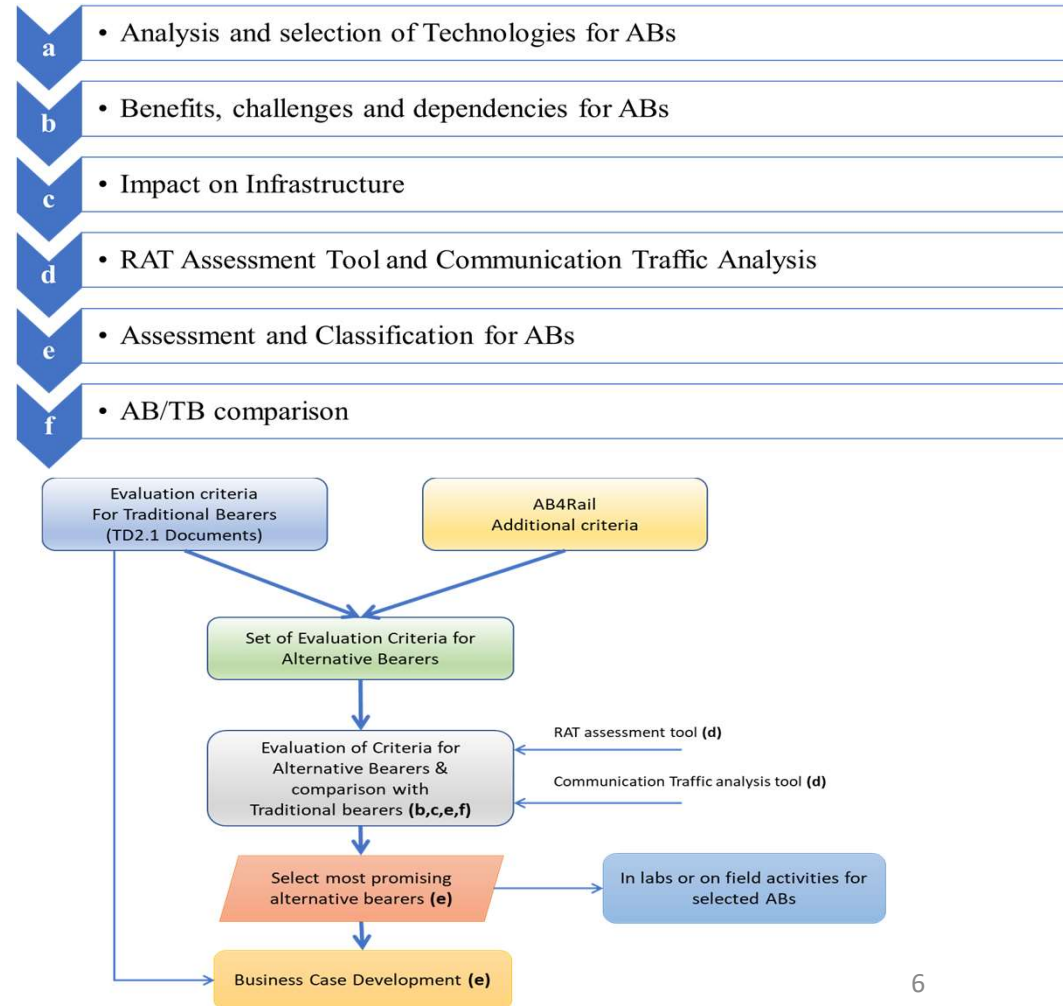 a
• Analysis and selection of Technologies for ABs
b
• Benefits, challenges and dependencies for ABs
c
• Impact on Infrastructure
d
• RAT Assessment Tool and Communication Traffic Analysis
e
• Assessment and Classification for ABs
f
• AB/TB comparison
Evaluation criteria
For Traditional Bearers
(TD2.1 Documents)
AB4Rail
Additional criteria
Set of Evaluation Criteria for
Alternative Bearers
Evaluation of Criteria for
Alternative Bearers &
comparison with
Traditional bearers (b,c,e,f)
RAT assessment tool (d)
Communication Traffic analysis tool (d)
Select most promising
alternative bearers (e)
In labs or on field activities for
selected ABs
Business Case Development (e)
6